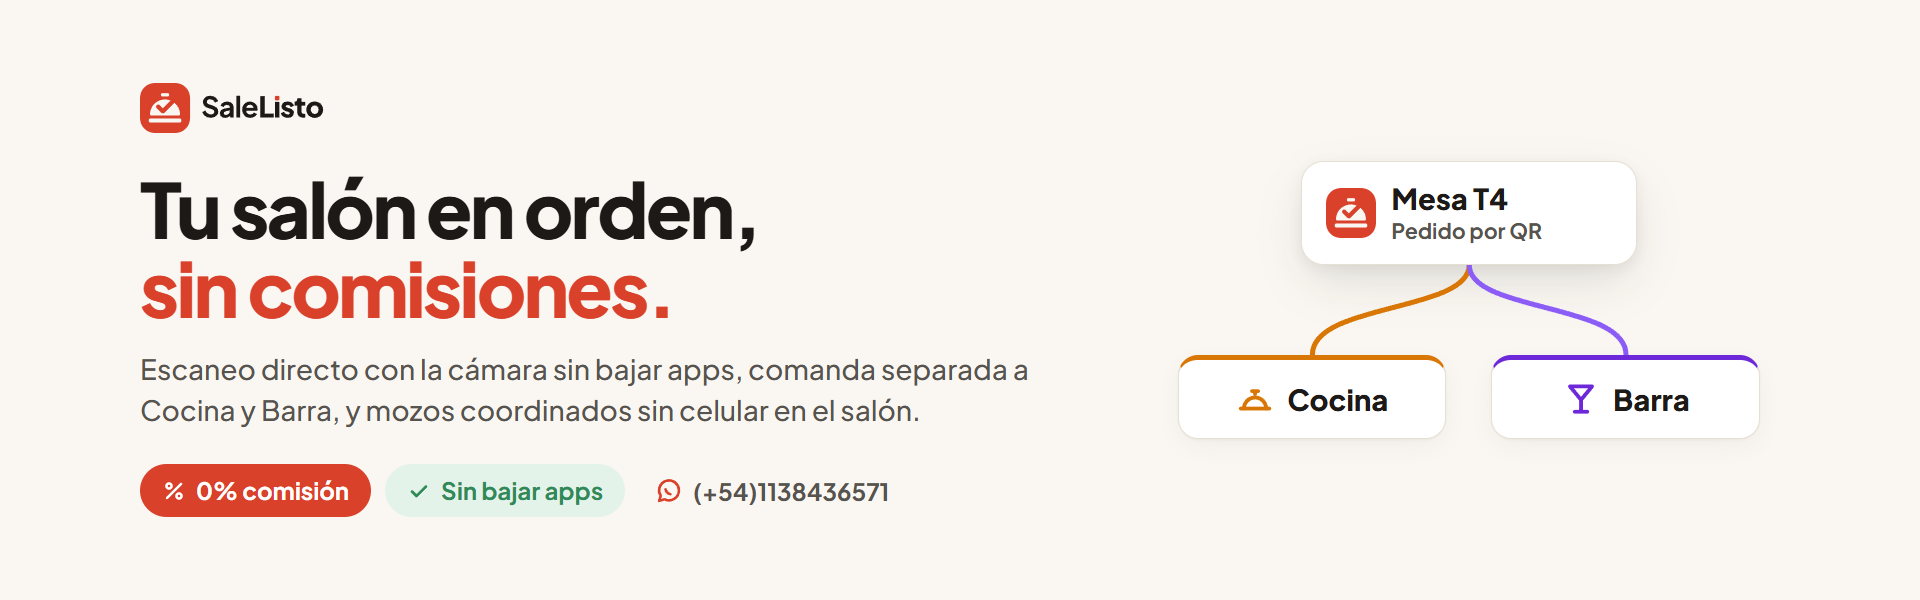 SaleListo
Tu salón en orden,
sin comisiones.
Escaneo directo con la cámara sin bajar apps, comanda separada a
Cocina y Barra, y mozos coordinados sin celular en el salón.
% 0% comisión
Sin bajar apps
(+54)1138436571
Mesa T4
Pedido por QR
Cocina
Barra